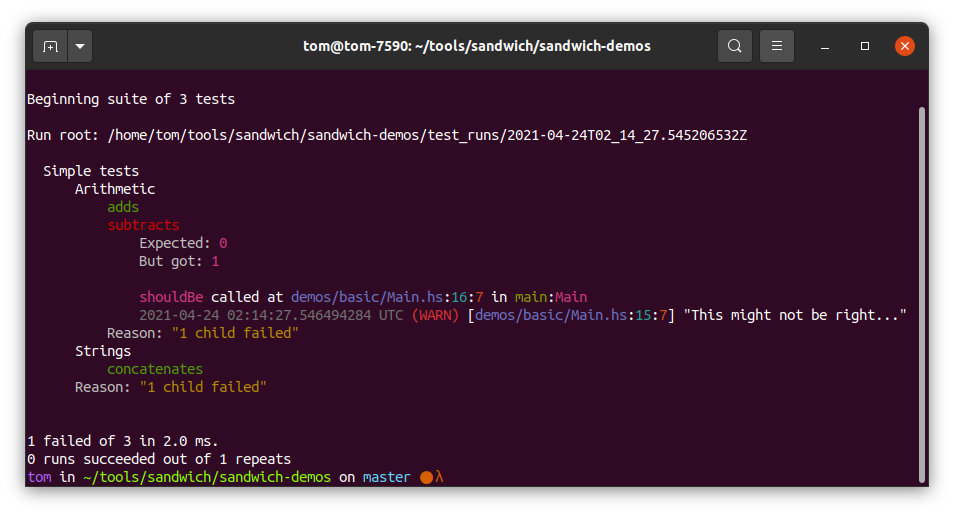 tom@tom-7590: ~/tools/sandwich/sandwich-demos
Beginning suite of 3 tests
Run root: /home/tom/tools/sandwich/sandwich-demos/test_runs/2021-04-24T02_14_27.545206532Z
Simple tests
Arithmetic
adds
subtracts
Expected: 0
But got: 1
shouldBe called at demos/basic/Main.hs:16:7 in main:Main
2021-04-24 02:14:27.546494284 UTC (WARN) [demos/basic/Main.hs:15:7] "This might not be right..."
Reason: "1 child failed"
Strings
concatenates
Reason: "1 child failed"
1 failed of 3 in 2.0 ms.
0 runs succeeded out of 1 repeats
tom in ~/tools/sandwich/sandwich-demos on master ●λ